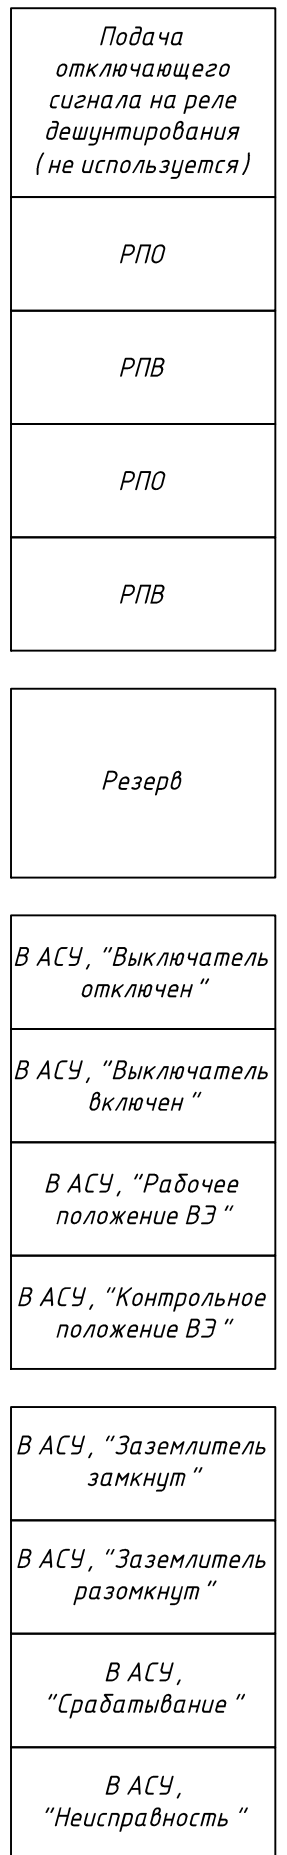 Подача
отключающего
сигнала на реле
дешунтирования
(не используется)
РПО
РПВ
РПО
РПВ
Резерв
В АСУ, "Выключатель
отключен"
В АСУ, "Выключатель
включен"
В АСУ, "Рабочее
положение ВЭ"
В АСУ, "Контрольное
положение ВЭ"
В АСУ, "Заземлитель
замкнут"
В АСУ, "Заземлитель
разомкнут"
В АСУ,
"Срабатывание"
В АСУ,
"Неисправность"